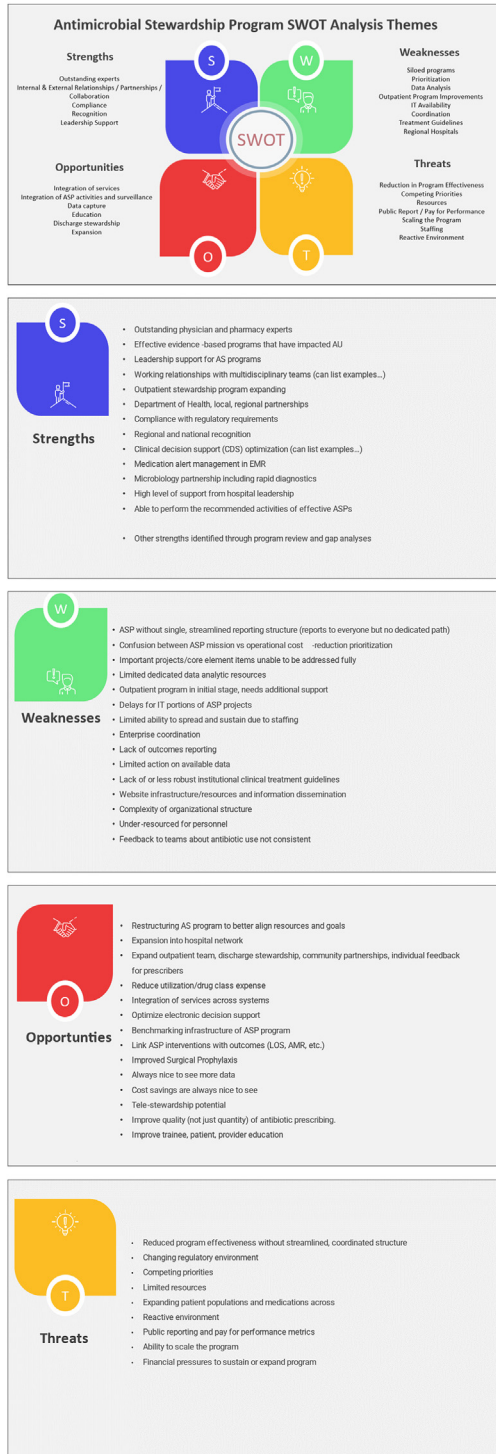 Antimicrobial Stewardship Program SWOT Analysis Themes
Strengths
Outstanding experts
Internal & External Relationships / Partnerships /
Collaboration
Compliance
Recognition
Leadership Support
S
W
Weaknesses
Siloed programs
Prioritization
Data Analysis
Outpatient Program Improvements
IT Availability
Coordination
Treatment Guidelines
Regional Hospitals
SWOT
Opportunities
Integration of services
Integration of ASP activities and surveillance
Data capture
Education
Discharge stewardship
Expansion
O
T
Threats
Reduction in Program Effectiveness
Competing Priorities
Resources
Public Report / Pay for Performance
Scaling the Program
Staffing
Reactive Environment
S
Strengths
• Outstanding physician and pharmacy experts
• Effective evidence -based programs that have impacted AU
• Leadership support for AS programs
• Working relationships with multidisciplinary teams (can list examples...)
• Outpatient stewardship program expanding
• Department of Health, local, regional partnerships
• Compliance with regulatory requirements
• Regional and national recognition
• Clinical decision support (CDS) optimization (can list examples...)
• Medication alert management in EMR
• Microbiology partnership including rapid diagnostics
• High level of support from hospital leadership
• Able to perform the recommended activities of effective ASPs
• Other strengths identified through program review and gap analyses
W
Weaknesses
• ASP without single, streamlined reporting structure (reports to everyone but no dedicated path)
• Confusion between ASP mission vs operational cost -reduction prioritization
• Important projects/core element items unable to be addressed fully
• Limited dedicated data analytic resources
• Outpatient program in initial stage, needs additional support
• Delays for IT portions of ASP projects
• Limited ability to spread and sustain due to staffing
• Enterprise coordination
• Lack of outcomes reporting
• Limited action on available data
• Lack of or less robust institutional clinical treatment guidelines
• Website infrastructure/resources and information dissemination
• Complexity of organizational structure
• Under-resourced for personnel
• Feedback to teams about antibiotic use not consistent
O
Opportunties
• Restructuring AS program to better align resources and goals
• Expansion into hospital network
• Expand outpatient team, discharge stewardship, community partnerships, individual feedback
for prescribers
• Reduce utilization/drug class expense
• Integration of services across systems
• Optimize electronic decision support
• Benchmarking infrastructure of ASP program
• Link ASP interventions with outcomes (LOS, AMR, etc.)
• Improved Surgical Prophylaxis
• Always nice to see more data
• Cost savings are always nice to see
• Tele-stewardship potential
• Improve quality (not just quantity) of antibiotic prescribing.
• Improve trainee, patient, provider education
T
Threats
• Reduced program effectiveness without streamlined, coordinated structure
• Changing regulatory environment
• Competing priorities
• Limited resources
• Expanding patient populations and medications across
• Reactive environment
• Public reporting and pay for performance metrics
• Ability to scale the program
• Financial pressures to sustain or expand program